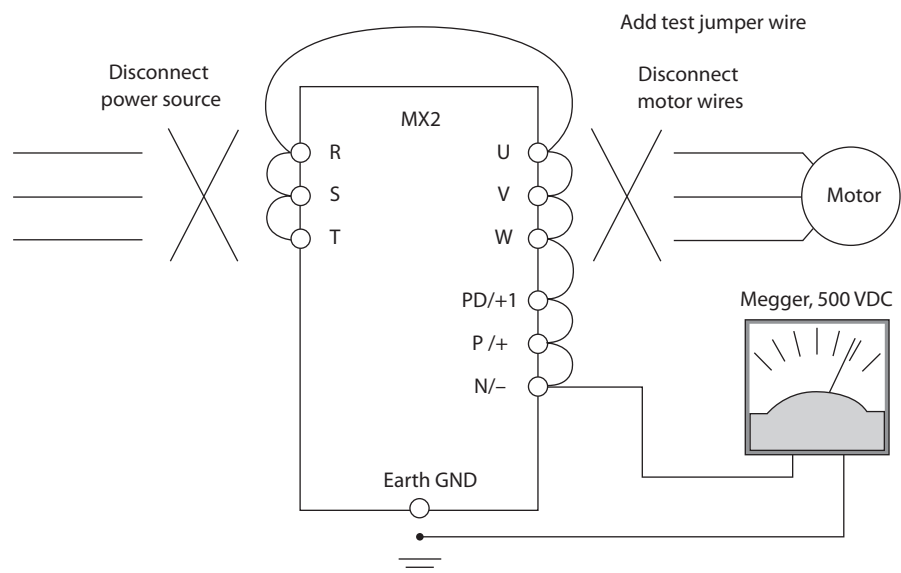 Add test jumper wire
Disconnect
power source
Disconnect
motor wires
MX2
R
S
T
U
V
W
PD/+1
P /+
N/–
Motor
Megger, 500 VDC
Earth GND